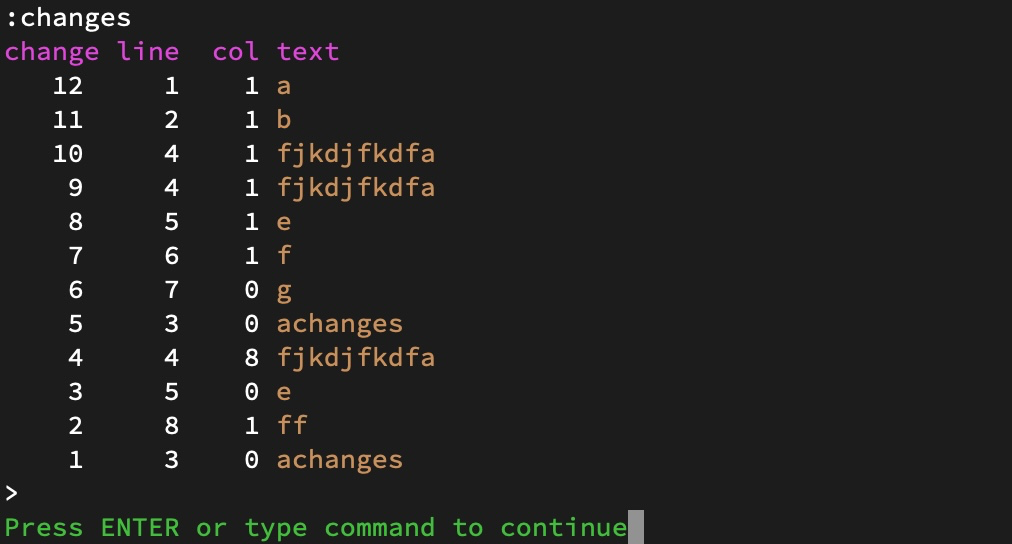 :changes
change line  col text
   12     1    1 a
   11     2    1 b
   10     4    1 fjkdjfkdfa
    9     4    1 fjkdjfkdfa
    8     5    1 e
    7     6    1 f
    6     7    0 g
    5     3    0 achanges
    4     4    8 fjkdjfkdfa
    3     5    0 e
    2     8    1 ff
    1     3    0 achanges
>
Press ENTER or type command to continue